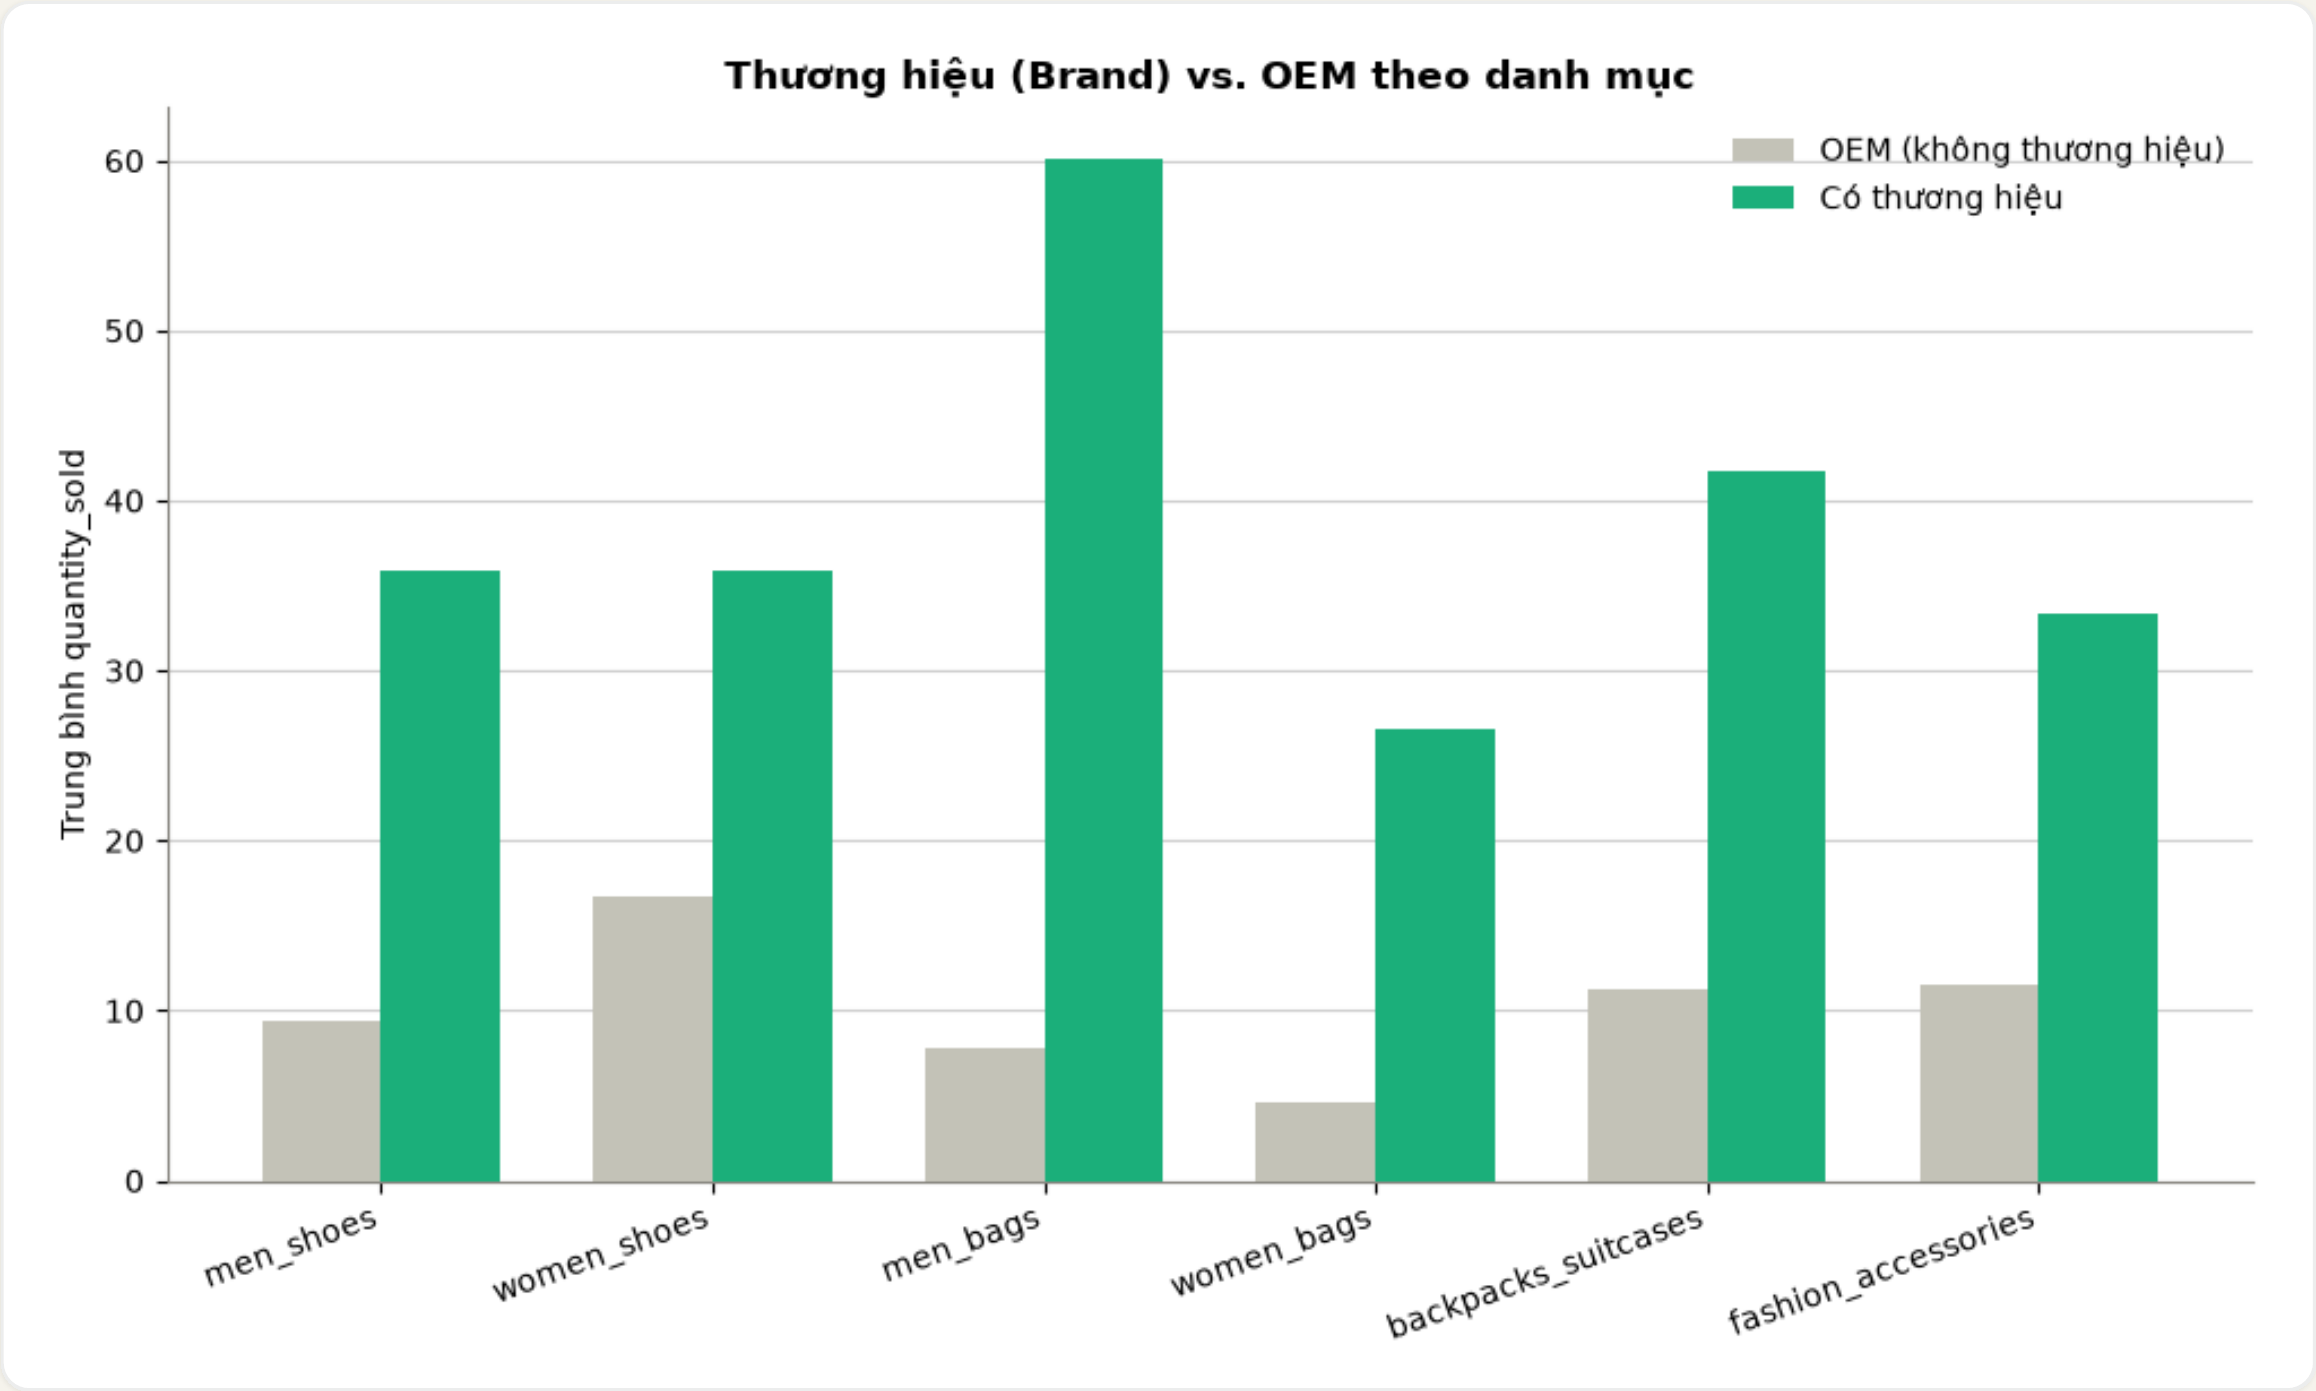 Thương hiệu (Brand) vs. OEM theo danh mục
OEM (không thương hiệu)
Có thương hiệu
Trung bình quantity_sold
60
50
40
30
20
10
0
men_shoes
women_shoes
men_bags
women_bags
backpacks_suitcases
fashion_accessories